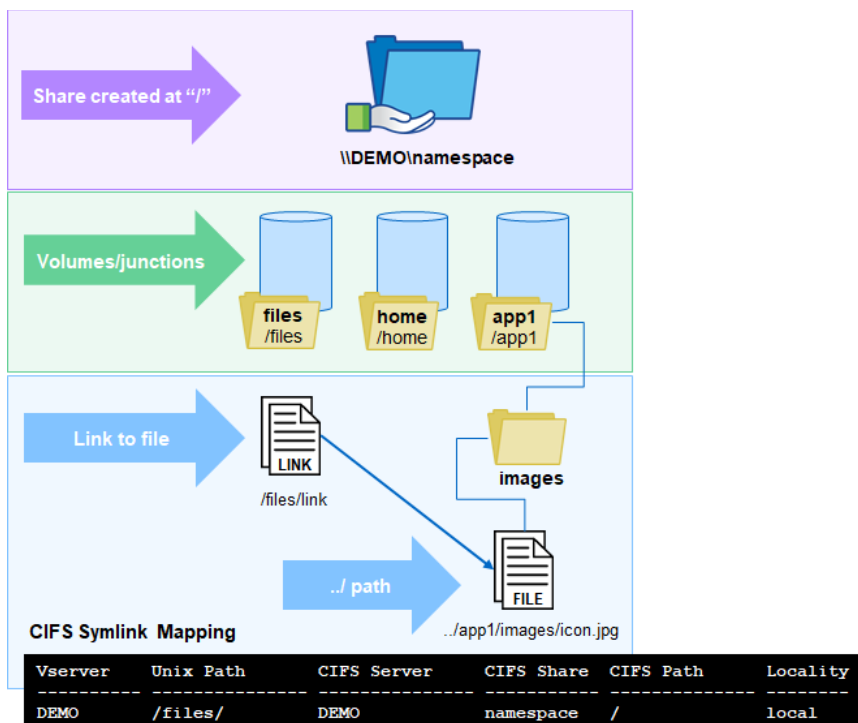 Share created at “/”
\\DEMO\namespace
Volumes/junctions
files
/files
home
/home
app1
/app1
Link to file
LINK
/files/link
images
../ path
FILE
../app1/images/icon.jpg
CIFS Symlink Mapping
Vserver Unix Path CIFS Server CIFS Share CIFS Path Locality
---------- --------------- --------------- ----------- --------------- --------
DEMO /files/ DEMO namespace / local